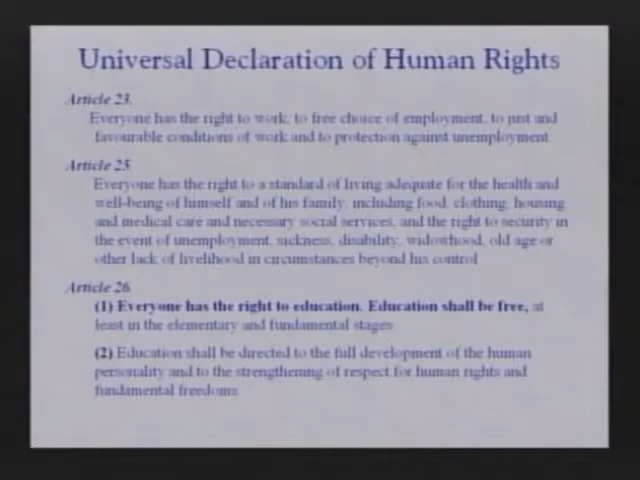 Universal Declaration of Human Rights
Article 23.
Everyone has the right to work, to free choice of employment, to just and
favourable conditions of work and to protection against unemployment
Article 25
Everyone has the right to a standard of living adequate for the health and
well-being of himself and of his family, including food, clothing, housing
and medical care and necessary social services, and the right to security in
the event of unemployment, sickness, disability, widowhood, old age or
other lack of livelihood in circumstances beyond his control
Article 26
(1) Everyone has the right to education. Education shall be free, at
least in the elementary and fundamental stages
(2) Education shall be directed to the full development of the human
personality and to the strengthening of respect for human rights and
fundamental freedoms